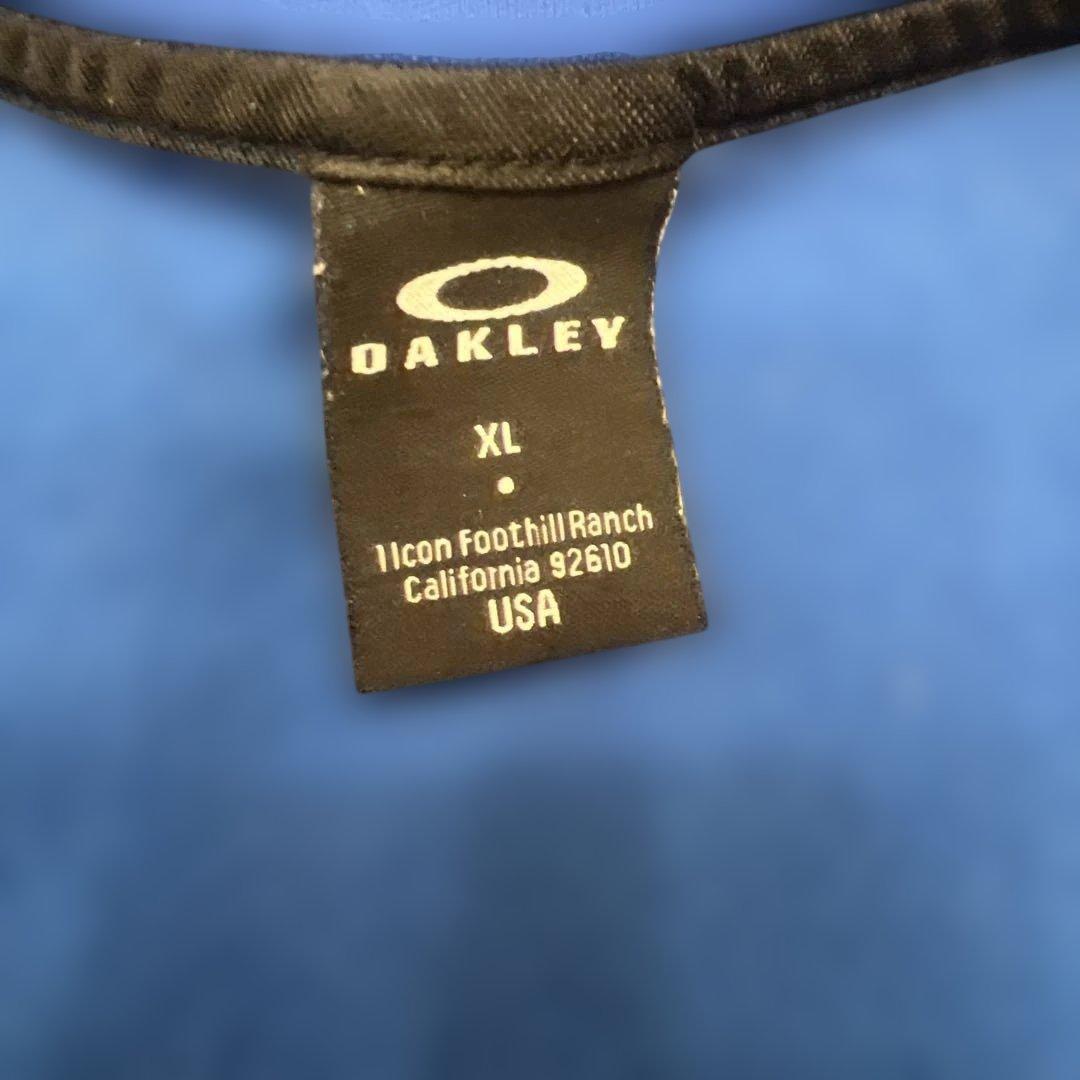 OAKLEY
XL
1 Icon Foothill Ranch
California 92610
USA